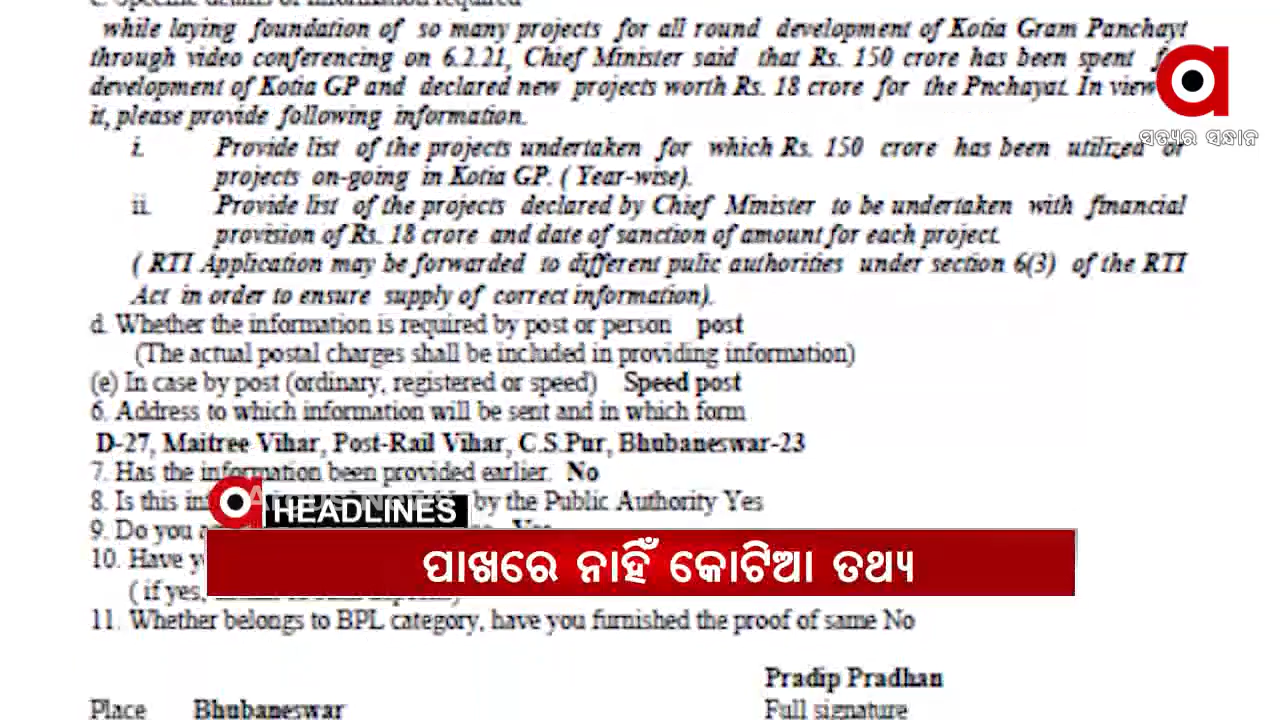 c. Specific details of information required
while laying foundation of so many projects for all round development of Kotia Gram Panchayt
through video conferencing on 6.2.21, Chief Minister said that Rs. 150 crore has been spent
development of Kotia GP and declared new projects worth Rs. 18 crore for the Pnchayat. In view
it, please provide following information.
i. Provide list of the projects undertaken for which Rs. 150 crore has been utilized or
projects on-going in Kotia GP. ( Year-wise).
ii. Provide list of the projects declared by Chief Minister to be undertaken with financial
provision of Rs. 18 crore and date of sanction of amount for each project.
( RTI Application may be forwarded to different pulic authorities under section 6(3) of the RTI
Act in order to ensure supply of correct information).
d. Whether the information is required by post or person post
(The actual postal charges shall be included in providing information)
(e) In case by post (ordinary, registered or speed) Speed post
6. Address to which information will be sent and in which form
D-27, Maitree Vihar, Post-Rail Vihar, C.S.Pur, Bhubaneswar-23
7. Has the information been provided earlier. No
8. Is this by the Public Authority Yes
9. Do you
10. Have
( if yes,
11. Whether belongs to BPL category, have you furnished the proof of same No
Pradip Pradhan
Place Bhubaneswar Full signature
ସତ୍ୟର ସନ୍ଧାନ
HEADLINES
ପାଖରେ ନାହିଁ କୋଟିଆ ତଥ୍ୟ